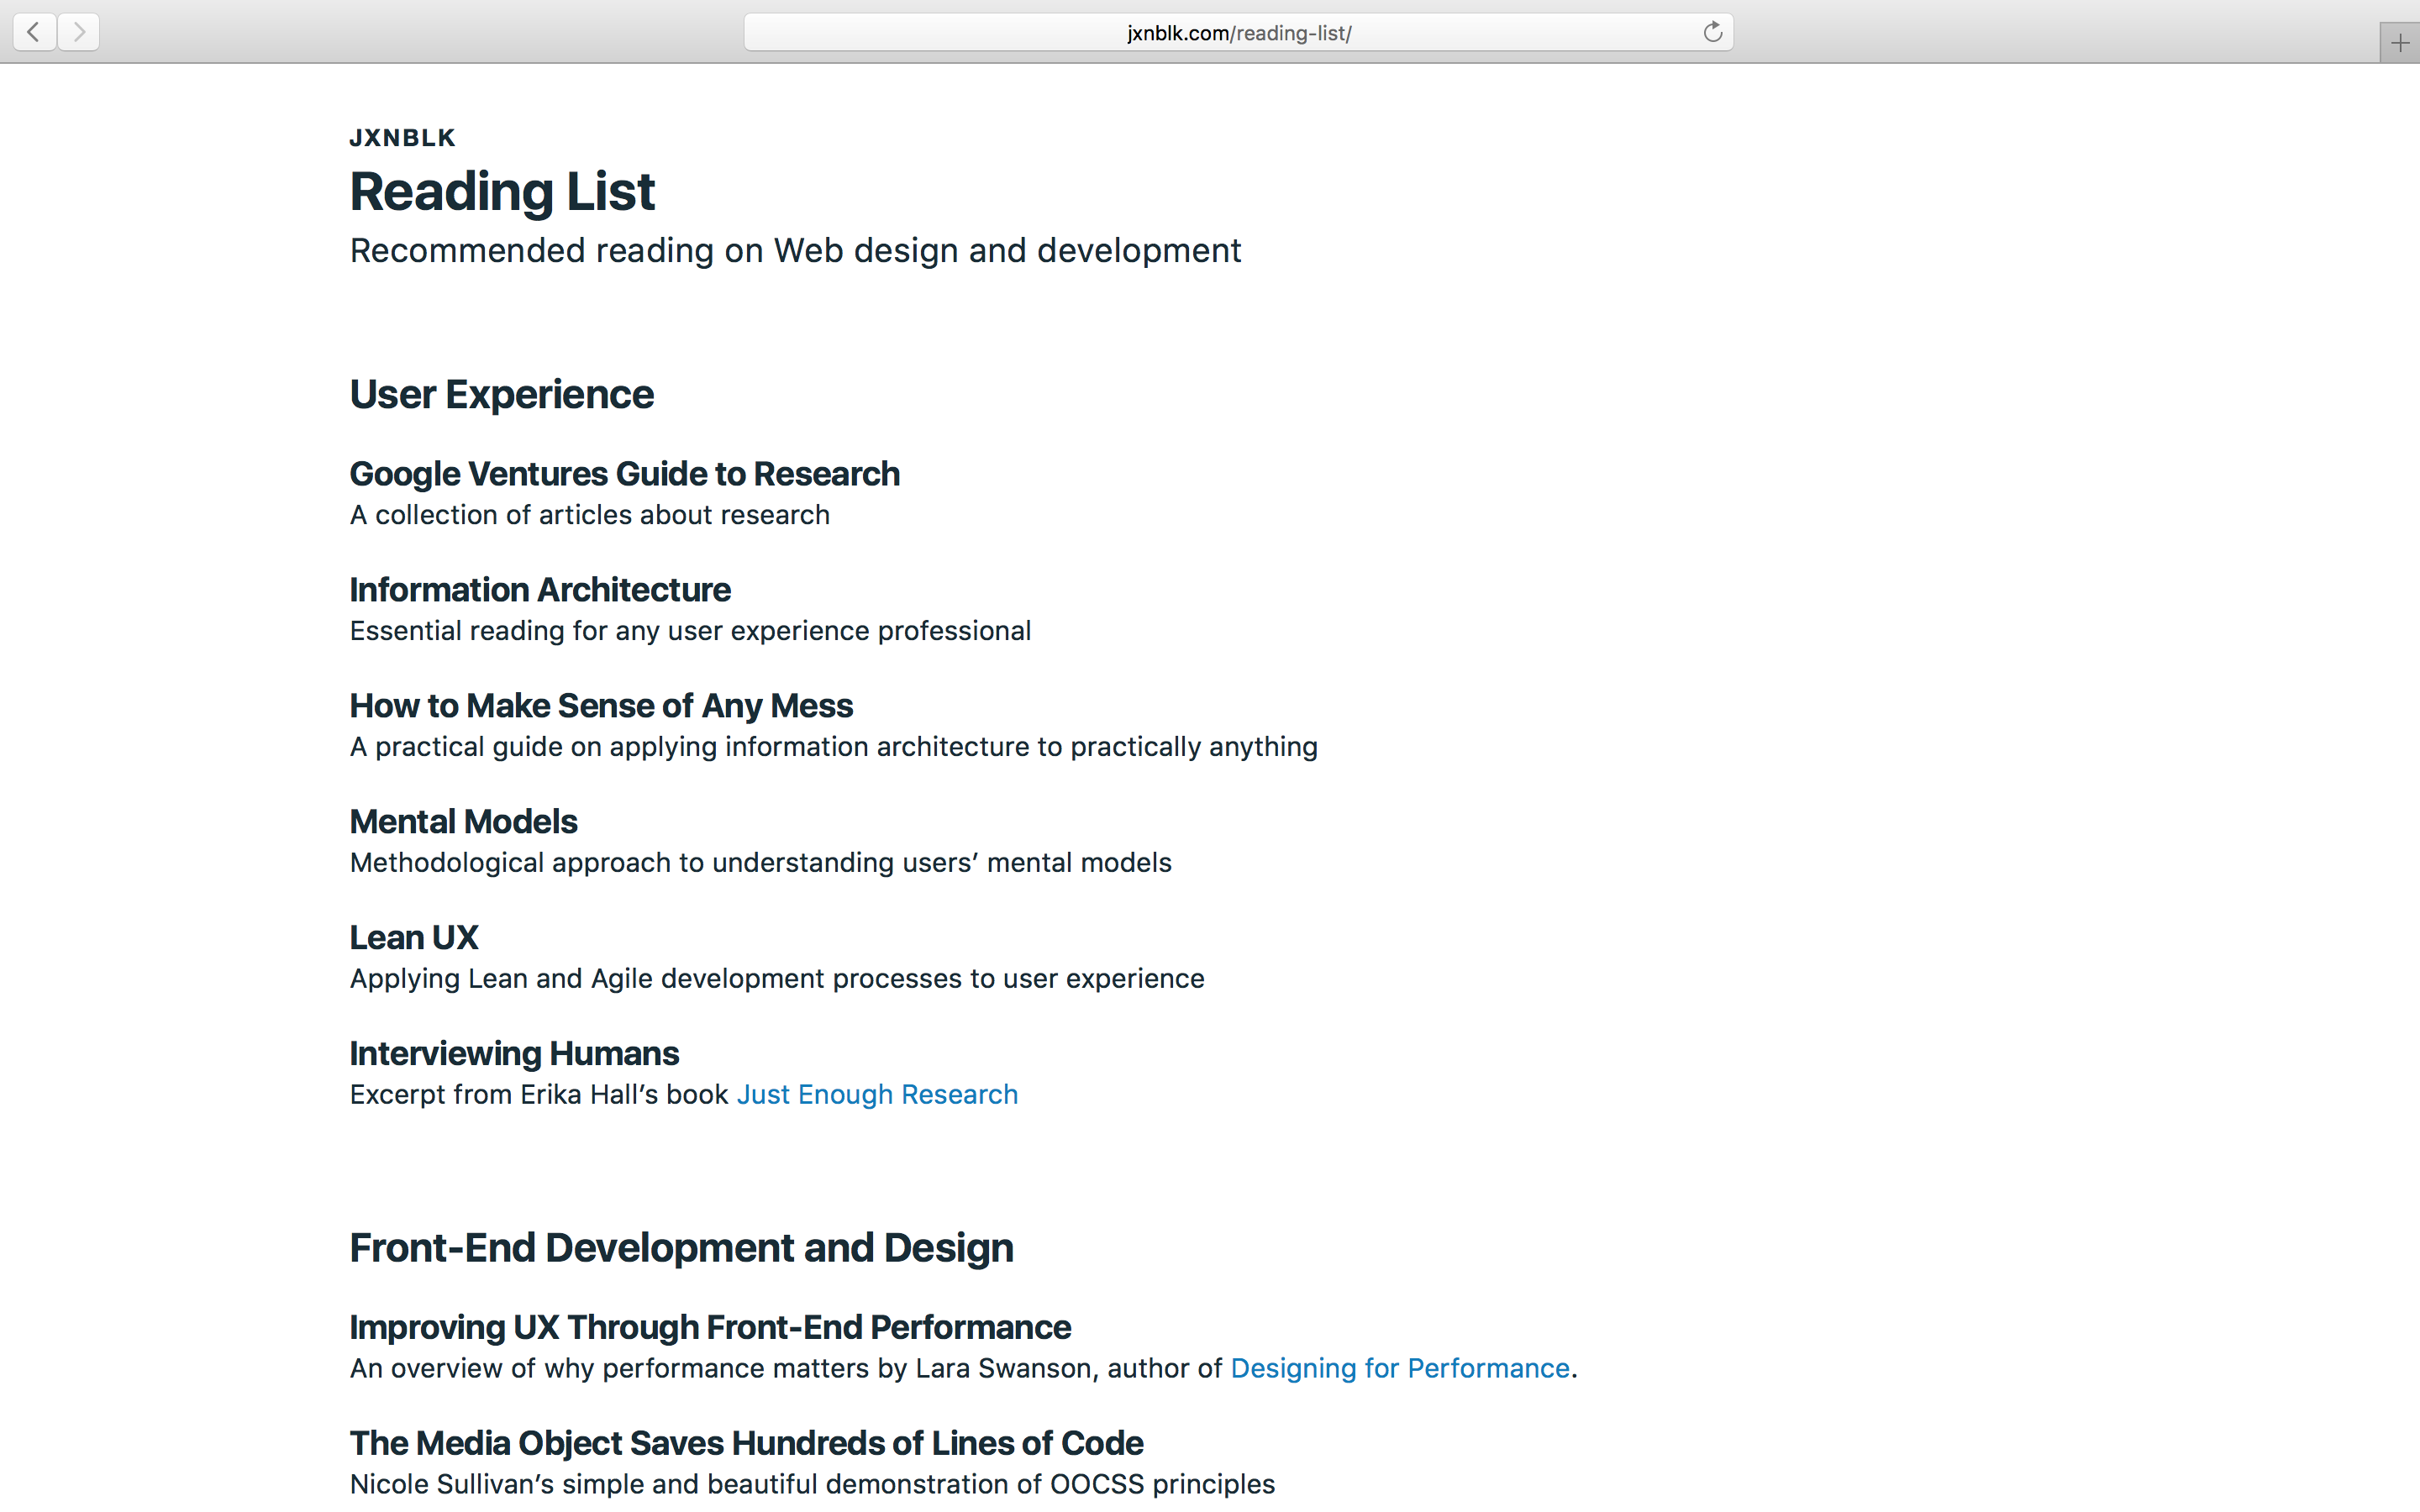 jxnblk.com/reading-list/
JXNBLK
Reading List
Recommended reading on Web design and development
User Experience
Google Ventures Guide to Research
A collection of articles about research
Information Architecture
Essential reading for any user experience professional
How to Make Sense of Any Mess
A practical guide on applying information architecture to practically anything
Mental Models
Methodological approach to understanding users’ mental models
Lean UX
Applying Lean and Agile development processes to user experience
Interviewing Humans
Excerpt from Erika Hall’s book Just Enough Research
Front-End Development and Design
Improving UX Through Front-End Performance
An overview of why performance matters by Lara Swanson, author of Designing for Performance.
The Media Object Saves Hundreds of Lines of Code
Nicole Sullivan’s simple and beautiful demonstration of OOCSS principles